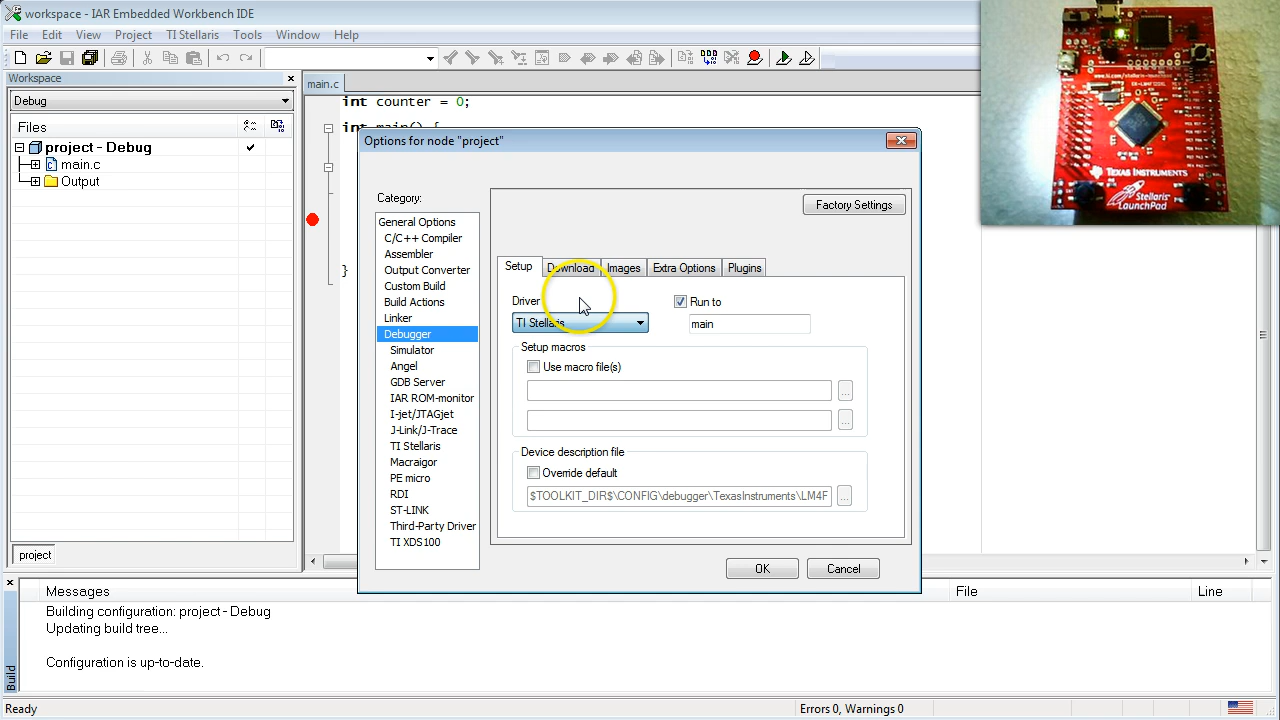 workspace - IAR Embedded Workbench IDE
File Edit View Project TI Stellaris Tools Window Help
Workspace
Debug
Files
project - Debug
main.c
Output
project
main.c
int counter = 0;
}
Options for node "project
Category:
General Options
C/C++ Compiler
Assembler
Output Converter
Custom Build
Build Actions
Linker
Debugger
Simulator
Angel
GDB Server
IAR ROM-monitor
I-jet/JTAGjet
J-Link/J-Trace
TI Stellaris
Macraigor
PE micro
RDI
ST-LINK
Third-Party Driver
TI XDS100
Factory Settings
Setup Download Images Extra Options Plugins
Driver
Run to
TI Stellaris
main
Setup macros
Use macro file(s)
...
...
Device description file
Override default
$TOOLKIT_DIR$\CONFIG\debugger\TexasInstruments\LM4F
...
OK Cancel
TEXAS INSTRUMENTS
Stellaris
LAUNCHPAD
Messages File Line
Building configuration: project - Debug
Updating build tree...
Configuration is up-to-date.
Build
Ready
Errors 0, Warnings 0